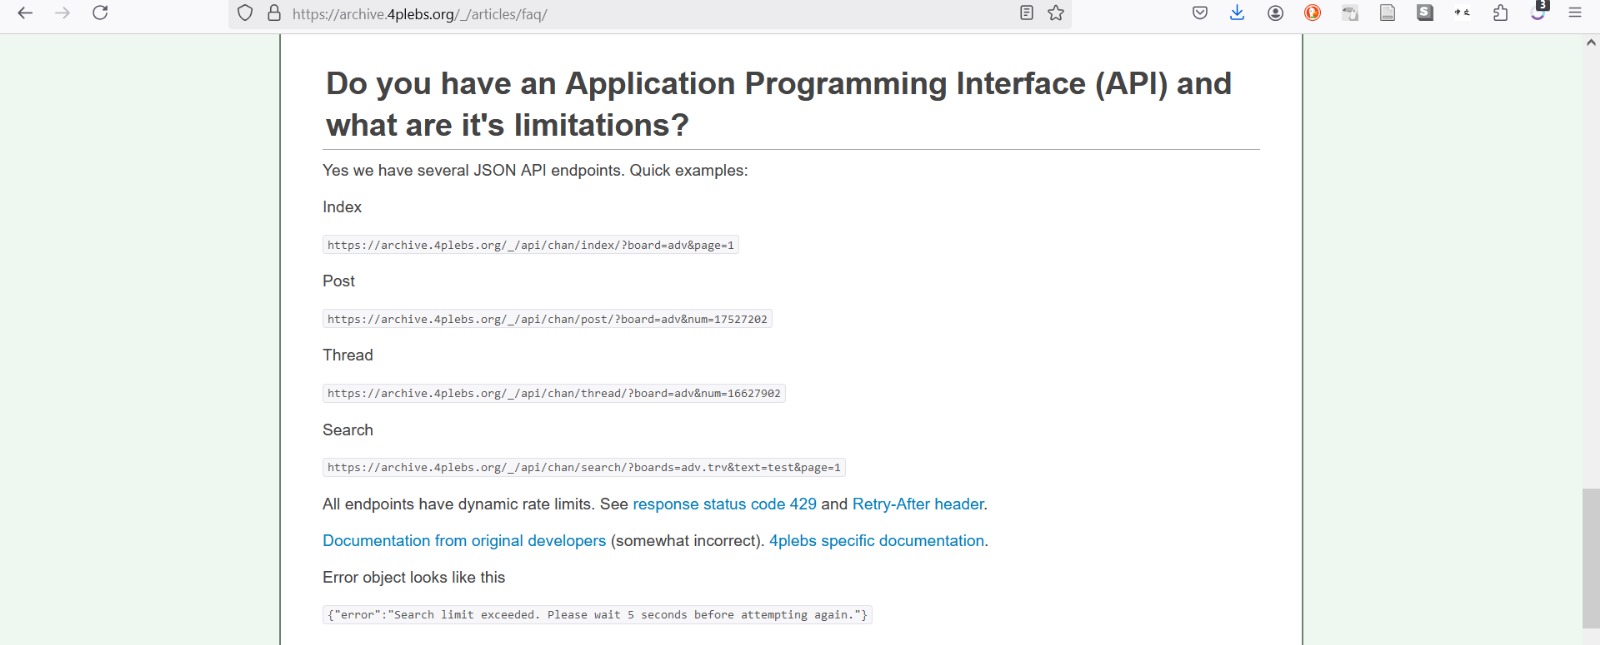 https://archive.4plebs.org/_/articles/faq/
3
Do you have an Application Programming Interface (API) and
what are it's limitations?
Yes we have several JSON API endpoints. Quick examples:
Index
https://archive.4plebs.org/_/api/chan/index/?board=adv&page=1
Post
https://archive.4plebs.org/_/api/chan/post/?board=adv&num=17527202
Thread
https://archive.4plebs.org/_/api/chan/thread/?board=adv&num=16627902
Search
https://archive.4plebs.org/_/api/chan/search/?boards=adv.trv&text=test&page=1
All endpoints have dynamic rate limits. See response status code 429 and Retry-After header.
Documentation from original developers (somewhat incorrect). 4plebs specific documentation.
Error object looks like this
{"error":"Search limit exceeded. Please wait 5 seconds before attempting again."}